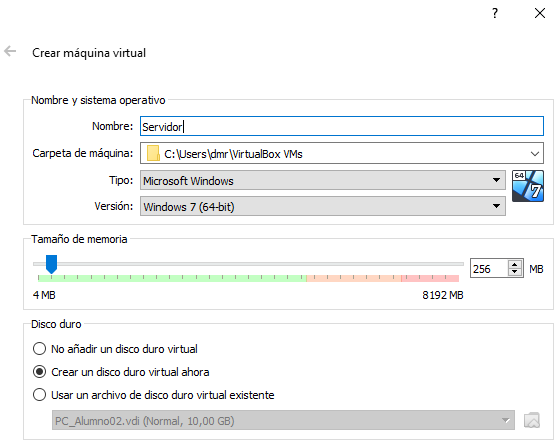 ?
Crear máquina virtual
Nombre y sistema operativo
Nombre: Servidor
Carpeta de máquina: C:\Users\dmr\VirtualBox VMs
Tipo: Microsoft Windows
64
7
Versión: Windows 7 (64-bit)
Tamaño de memoria
256 MB
4 MB 8192 MB
Disco duro
No añadir un disco duro virtual
Crear un disco duro virtual ahora
Usar un archivo de disco duro virtual existente
PC_Alumno02.vdi (Normal, 10,00 GB)